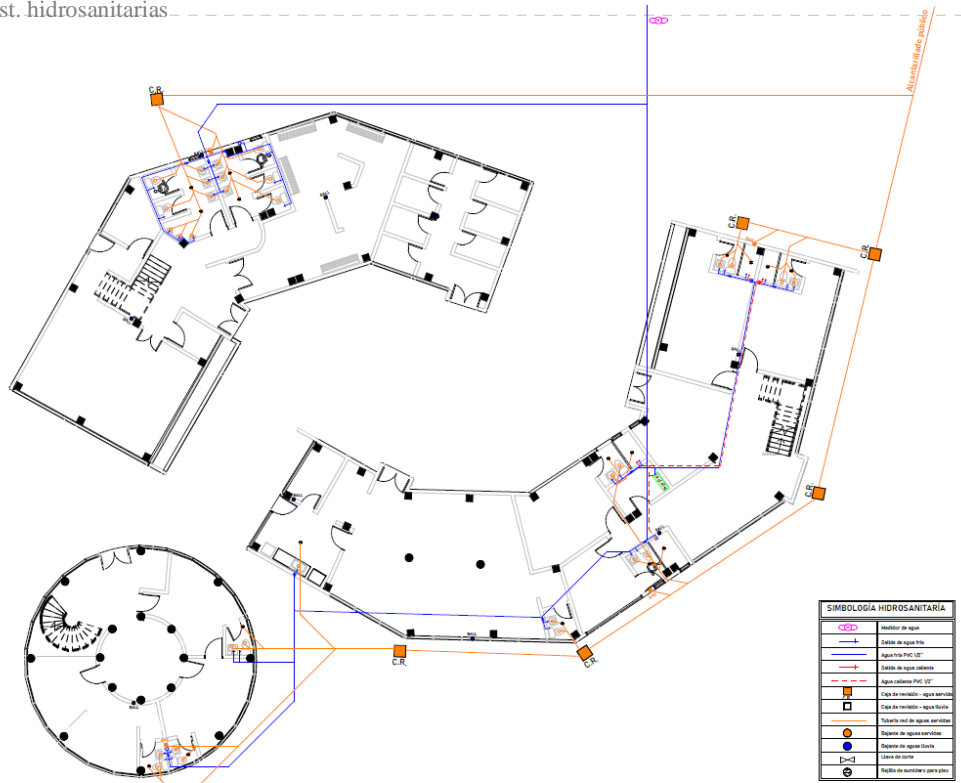 st. hidrosanitarias
Alcantarillado público
C.R.
C.R.
C.R.
C.R.
C.R.
C.R.
SIMBOLOGÍA HIDROSANITARÍA
Medidor de agua
Salida de agua fría
Agua fría PVC 1/2"
Salida de agua caliente
Agua caliente PVC 1/2"
Caja de revisión - agua servida
Caja de revisión - agua lluvia
Tubería red de aguas servidas
Bajante de aguas servidas
Bajante de aguas lluvia
Llave de corte
Rejilla de sumidero para piso